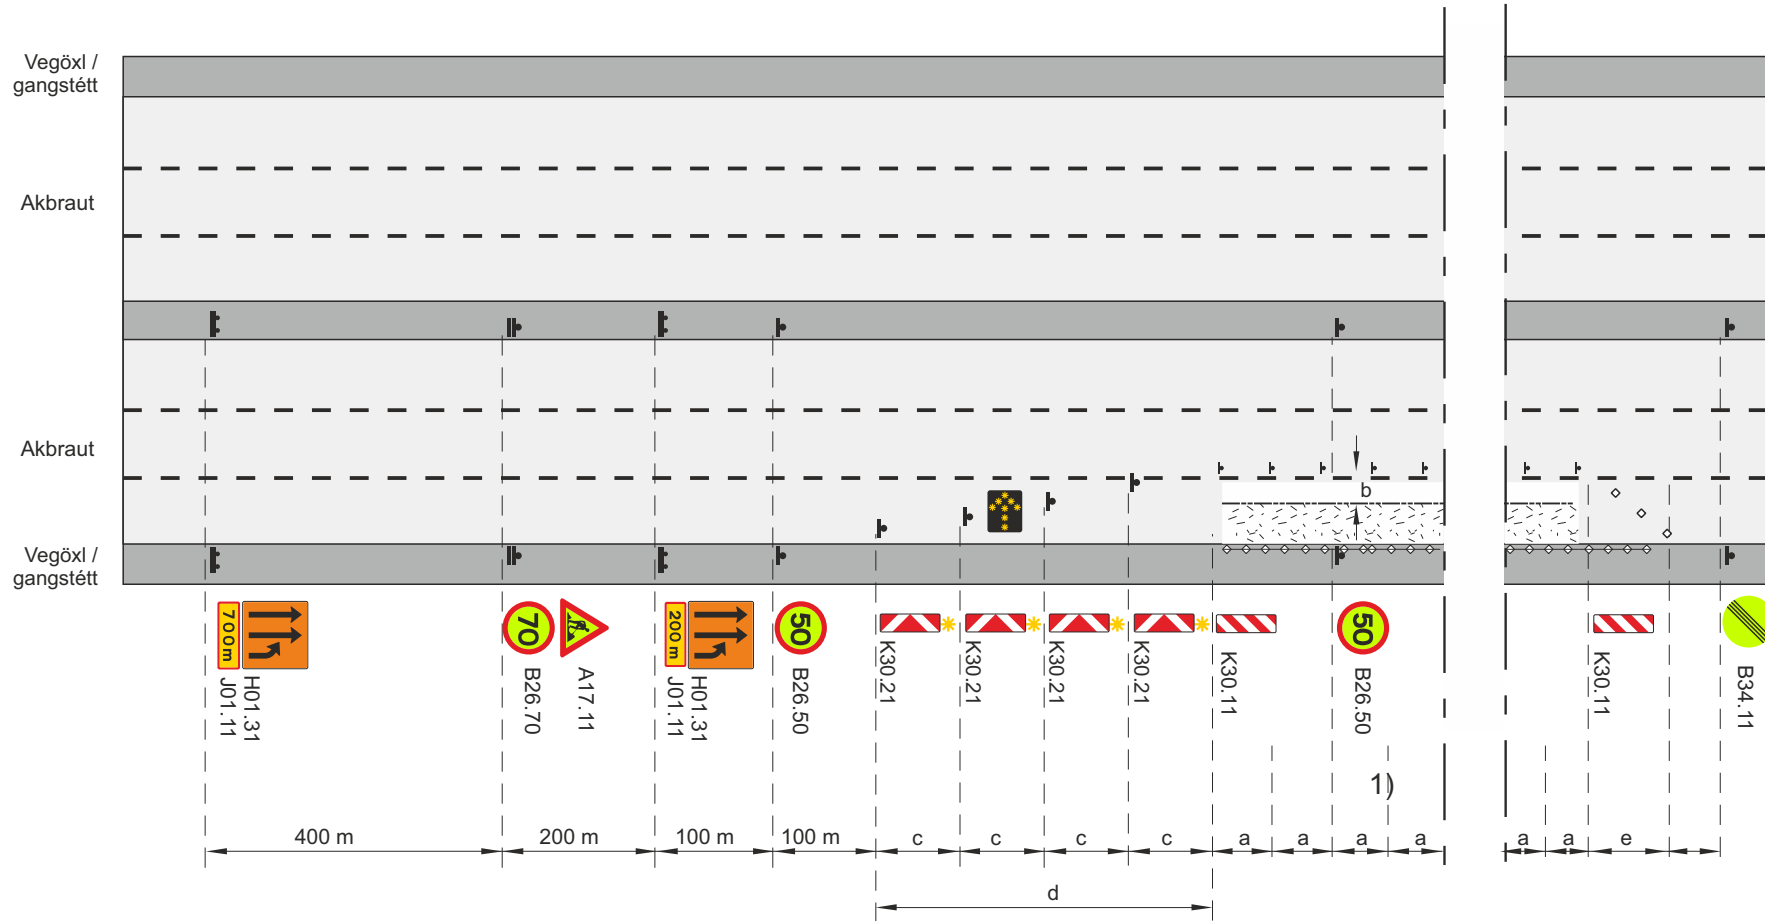 Vegöxl /
gangstétt
Akbraut
Akbraut
Vegöxl /
gangstétt
b
700 m
J01.11
H01.31
70
B26.70
A17.11
200 m
J01.11
H01.31
50
B26.50
K30.21
K30.21
K30.21
K30.21
K30.11
50
B26.50
K30.11
B34.11
1)
400 m
200 m
100 m
100 m
c
c
c
c
a
a
a
a
a
a
e
d